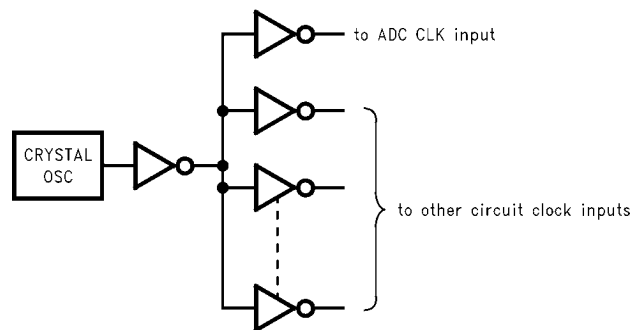 to ADC CLK input
CRYSTAL
OSC
to other circuit clock inputs